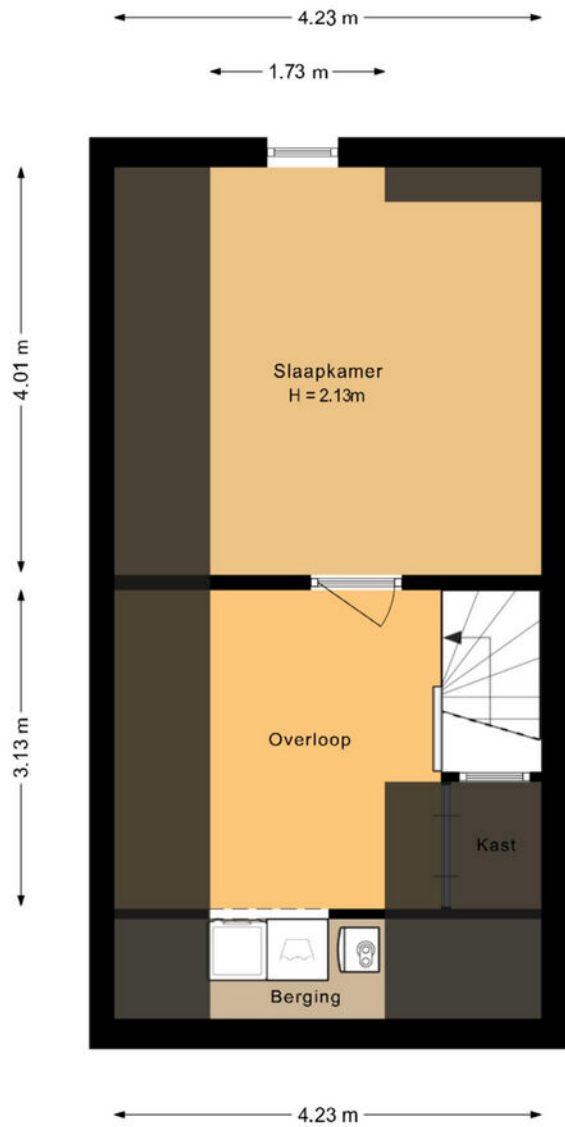 4.23 m
1.73 m
4.01 m
Slaapkamer
H = 2.13m
3.13 m
Overloop
Kast
Berging
4.23 m